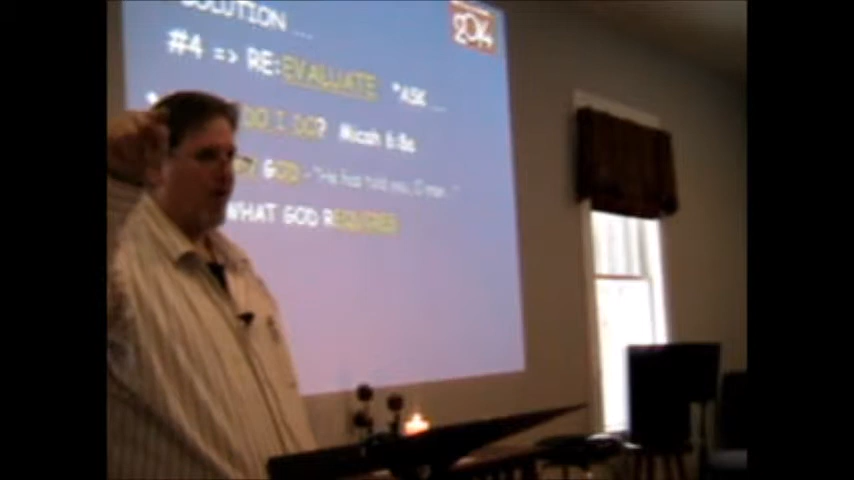 SOLUTION ...
2014
#4 => RE:EVALUATE "ASK ...
DO I DO? Micah 6:8a
GOD - "He has told you, O man..."
WHAT GOD REQUIRES